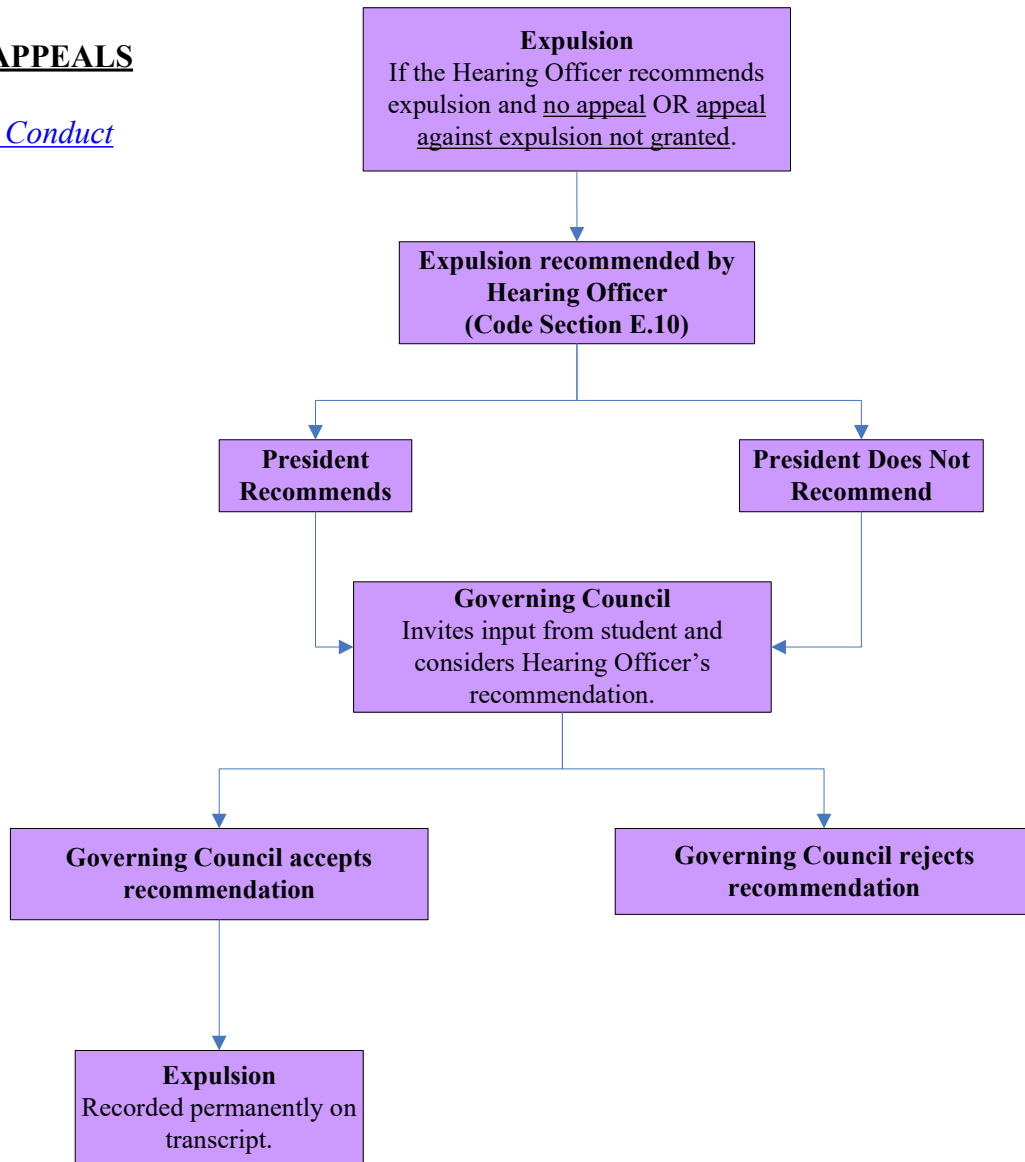 APPEALS
Conduct
Expulsion
If the Hearing Officer recommends
expulsion and no appeal OR appeal
against expulsion not granted.
Expulsion recommended by
Hearing Officer
(Code Section E.10)
President
Recommends
President Does Not
Recommend
Governing Council
Invites input from student and
considers Hearing Officer’s
recommendation.
Governing Council accepts
recommendation
Governing Council rejects
recommendation
Expulsion
Recorded permanently on
transcript.